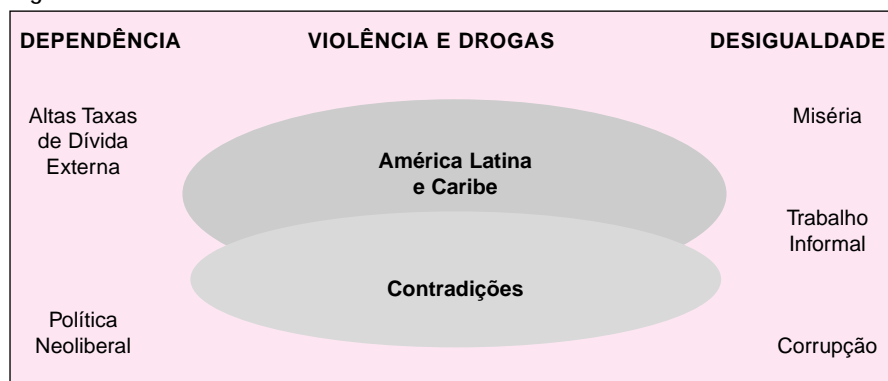 DEPENDÊNCIA
VIOLÊNCIA E DROGAS
DESIGUALDADE
Altas Taxas
de Dívida
Externa
Miséria
América Latina
e Caribe
Trabalho
Informal
Contradições
Política
Neoliberal
Corrupção